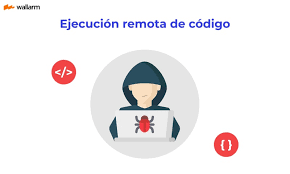 wallarm
Ejecución remota de código
</>
{ }